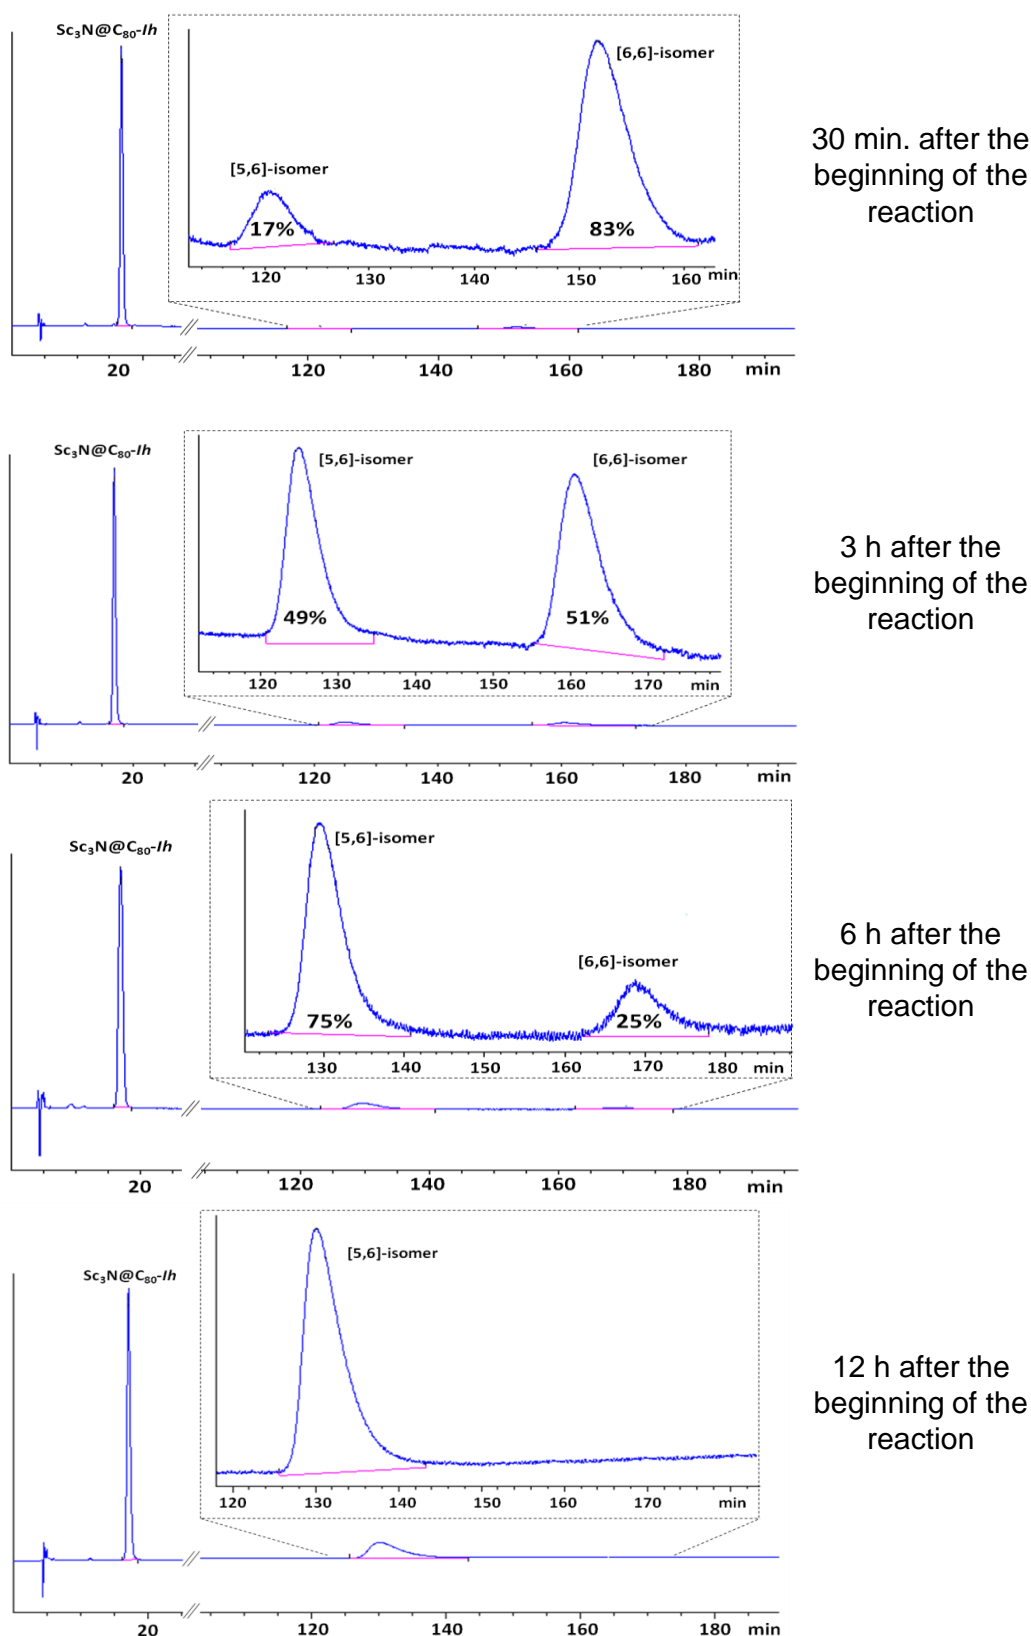 Sc₃N@C₈₀-Ih
[6,6]-isomer
[5,6]-isomer
17%
83%
120 130 140 150 160 min
20 120 140 160 180 min
30 min. after the
beginning of the
reaction
Sc₃N@C₈₀-Ih
[5,6]-isomer
[6,6]-isomer
49%
51%
120 130 140 150 160 170 min
20 120 140 160 180 min
3 h after the
beginning of the
reaction
Sc₃N@C₈₀-Ih
[5,6]-isomer
[6,6]-isomer
75%
25%
130 140 150 160 170 180 min
20 120 140 160 180 min
6 h after the
beginning of the
reaction
Sc₃N@C₈₀-Ih
[5,6]-isomer
120 130 140 150 160 170 min
20 120 140 160 180 min
12 h after the
beginning of the
reaction